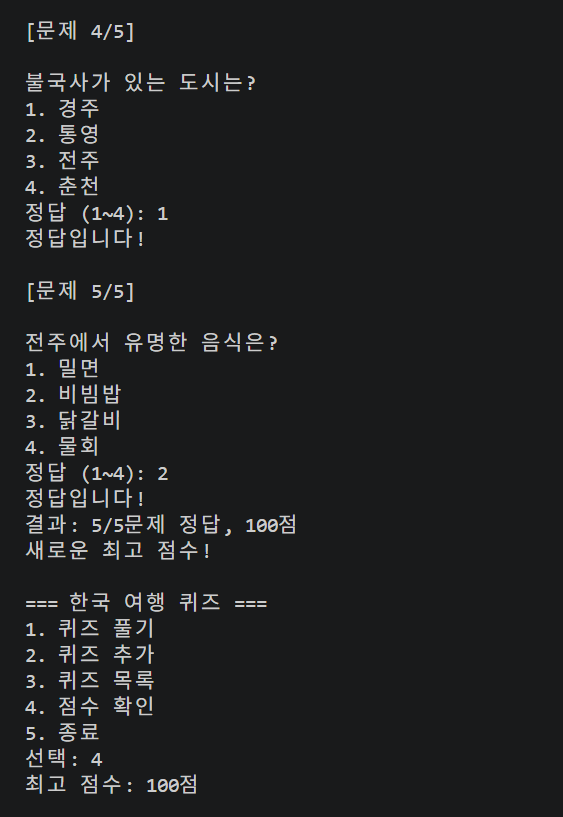 [문제 4/5]
불국사가 있는 도시는?
1. 경주
2. 통영
3. 전주
4. 춘천
정답 (1~4): 1
정답입니다!
[문제 5/5]
전주에서 유명한 음식은?
1. 밀면
2. 비빔밥
3. 닭갈비
4. 물회
정답 (1~4): 2
정답입니다!
결과: 5/5문제 정답, 100점
새로운 최고 점수!
=== 한국 여행 퀴즈 ===
1. 퀴즈 풀기
2. 퀴즈 추가
3. 퀴즈 목록
4. 점수 확인
5. 종료
선택: 4
최고 점수: 100점